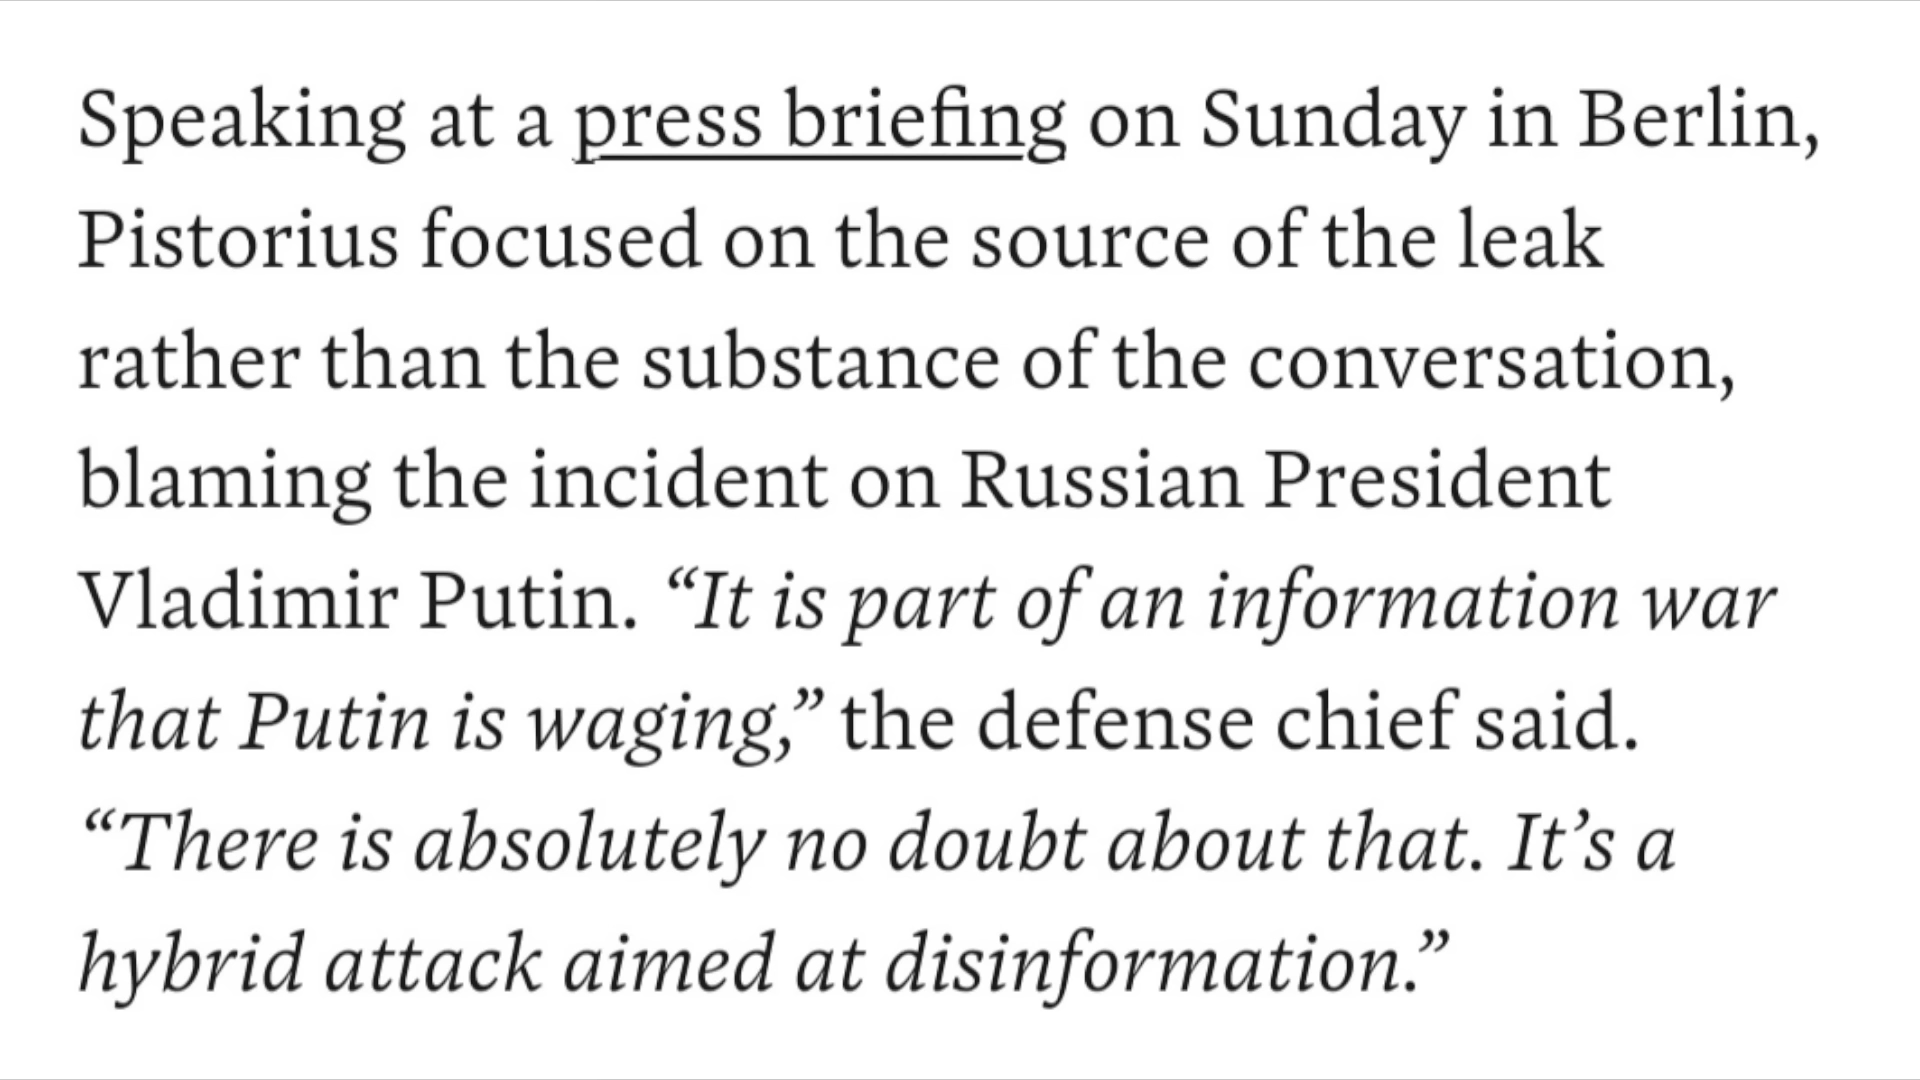 Speaking at a press briefing on Sunday in Berlin,
Pistorius focused on the source of the leak
rather than the substance of the conversation,
blaming the incident on Russian President
Vladimir Putin. “It is part of an information war
that Putin is waging,” the defense chief said.
“There is absolutely no doubt about that. It’s a
hybrid attack aimed at disinformation.”